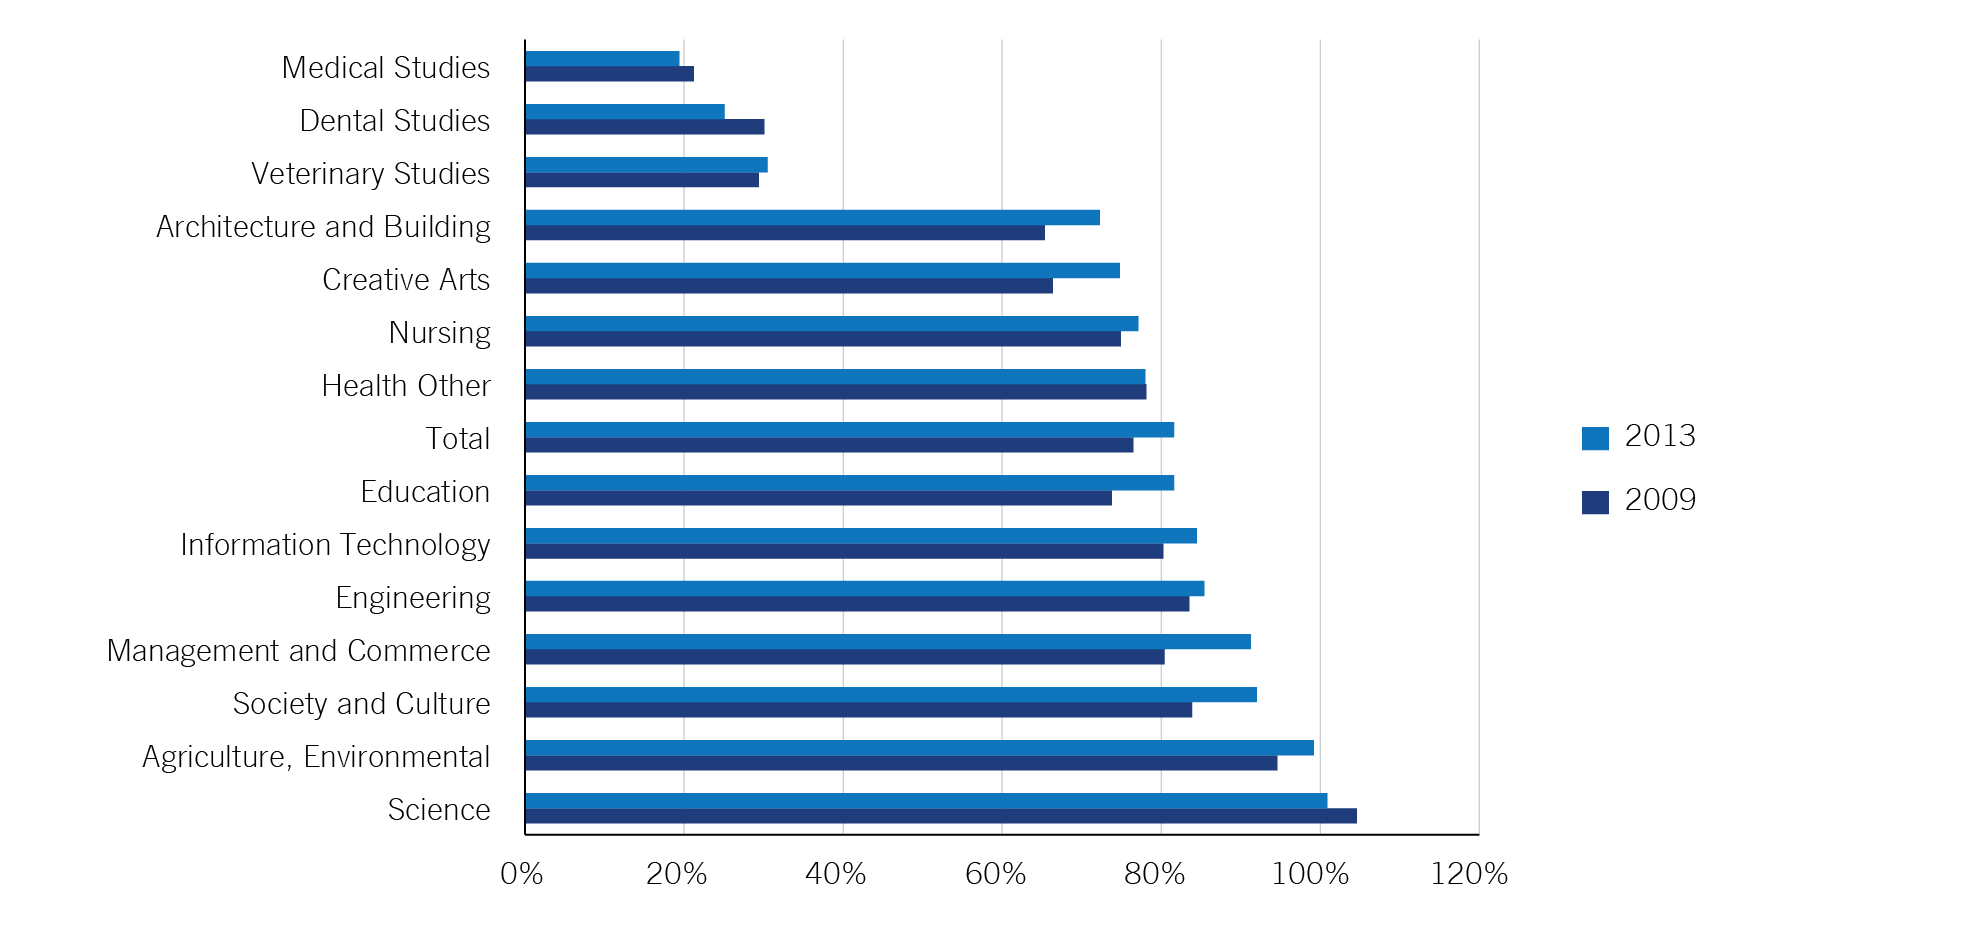 Medical Studies
Dental Studies
Veterinary Studies
Architecture and Building
Creative Arts
Nursing
Health Other
Total
Education
Information Technology
Engineering
Management and Commerce
Society and Culture
Agriculture, Environmental
Science
0% 20% 40% 60% 80% 100% 120%
2013
2009